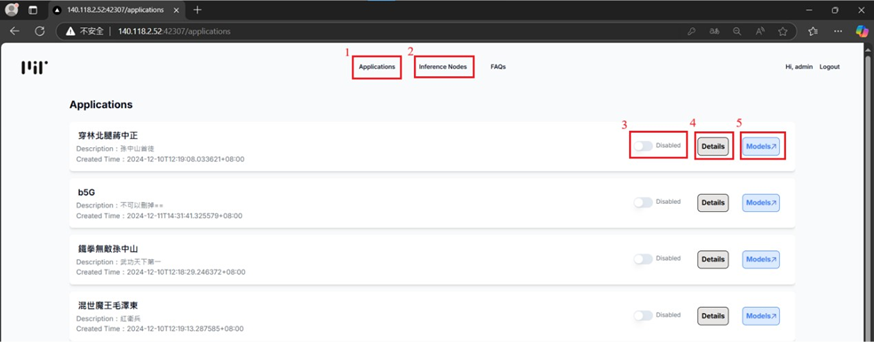 140.118.2.52:42307/applications
不安全 140.118.2.52:42307/applications
1 2
Applications Inference Nodes FAQs
Hi, admin Logout
Applications
3 4 5
穿林北腿蔣中正
Description：孫中山首徒
Created Time：2024-12-10T12:19:08.033621+08:00
Disabled Details Models↗
b5G
Description：不可以刪掉==
Created Time：2024-12-11T14:31:41.325579+08:00
Disabled Details Models↗
鐵拳無敵孫中山
Description：武功天下第一
Created Time：2024-12-10T12:18:29.246372+08:00
Disabled Details Models↗
混世魔王毛澤東
Description：紅衛兵
Created Time：2024-12-10T12:19:13.287585+08:00
Disabled Details Models↗